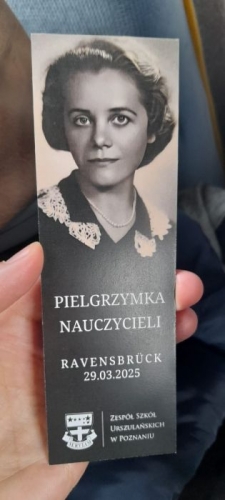 PIELGRZYMKA
NAUCZYCIELI
RAVENSBRÜCK
29.03.2025
ZESPÓŁ SZKÓŁ
URSZULAŃSKICH
W POZNANIU